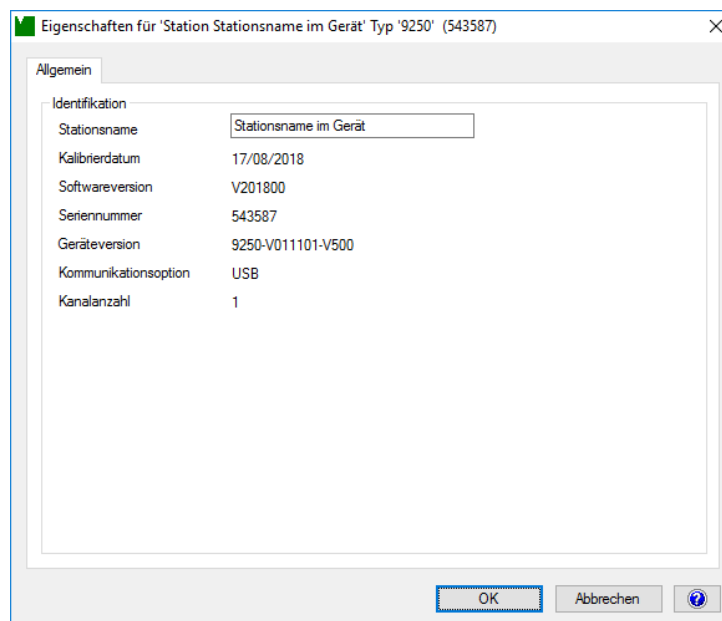 Eigenschaften für 'Station Stationsname im Gerät' Typ '9250' (543587)
Allgemein
Identifikation
Stationsname Stationsname im Gerät
Kalibrierdatum 17/08/2018
Softwareversion V201800
Seriennummer 543587
Geräteversion 9250-V011101-V500
Kommunikationsoption USB
Kanalanzahl 1
OK Abbrechen ?